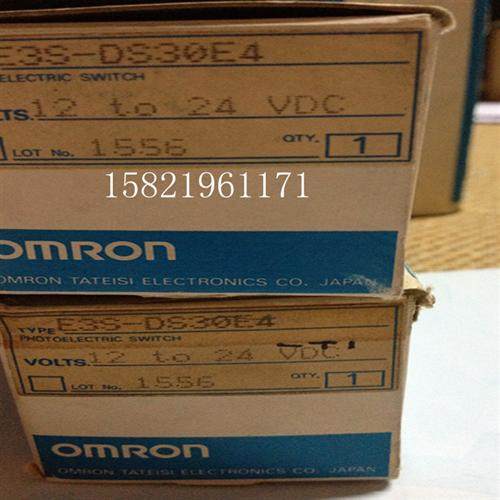 E3S-DS30E4
ELECTRIC SWITCH
LTS. 12 to 24 VDC
LOT No. 1556 QTY. 1
15821961171
OMRON
OMRON TATEISI ELECTRONICS CO. JAPAN
TYPE E3S-DS30E4
PHOTOELECTRIC SWITCH
VOLTS. 12 to 24 VDC
LOT No. 1556 QTY. 1
OMRON
OMRON TATEISI ELECTRONICS CO. JAPAN